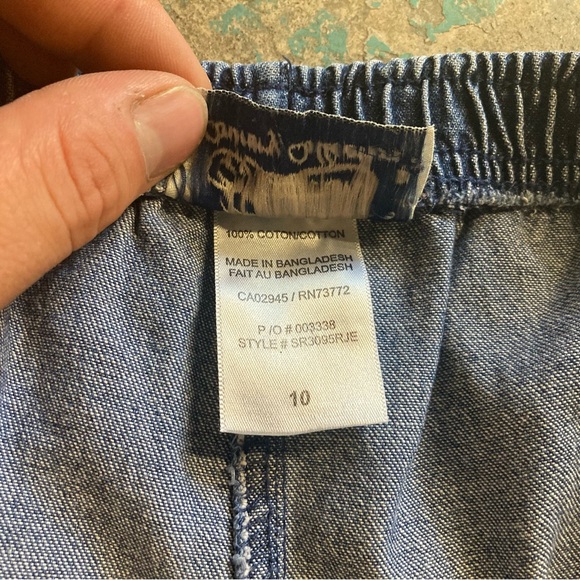 100% COTON/COTTON
MADE IN BANGLADESH
FAIT AU BANGLADESH
CA02945 / RN73772
P/O # 003338
STYLE # SR3095RJE
10